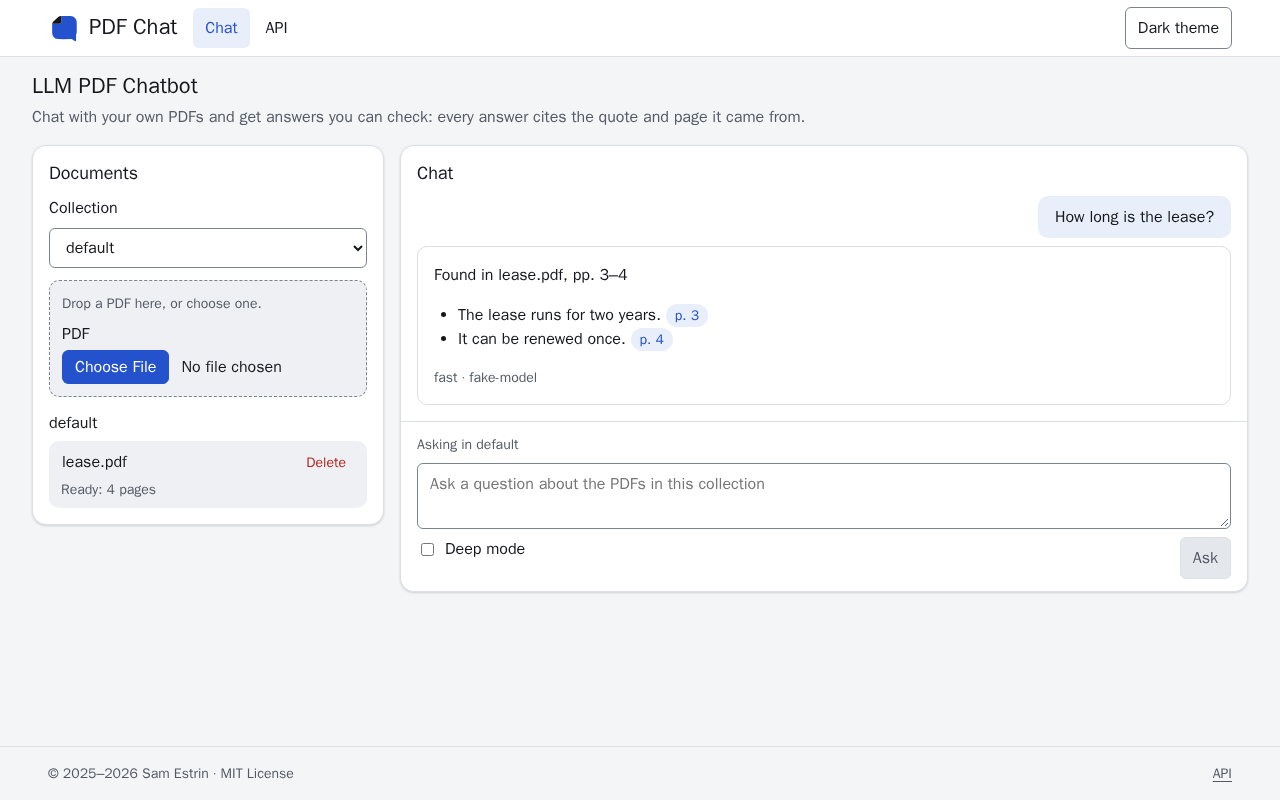 PDF Chat
Chat
API
Dark theme
LLM PDF Chatbot
Chat with your own PDFs and get answers you can check: every answer cites the quote and page it came from.
Documents
Collection
default
Drop a PDF here, or choose one.
PDF
Choose File No file chosen
default
lease.pdf Delete
Ready: 4 pages
Chat
How long is the lease?
Found in lease.pdf, pp. 3–4
• The lease runs for two years. p. 3
• It can be renewed once. p. 4
fast · fake-model
Asking in default
Ask a question about the PDFs in this collection
Deep mode
Ask
© 2025–2026 Sam Estrin · MIT License
API